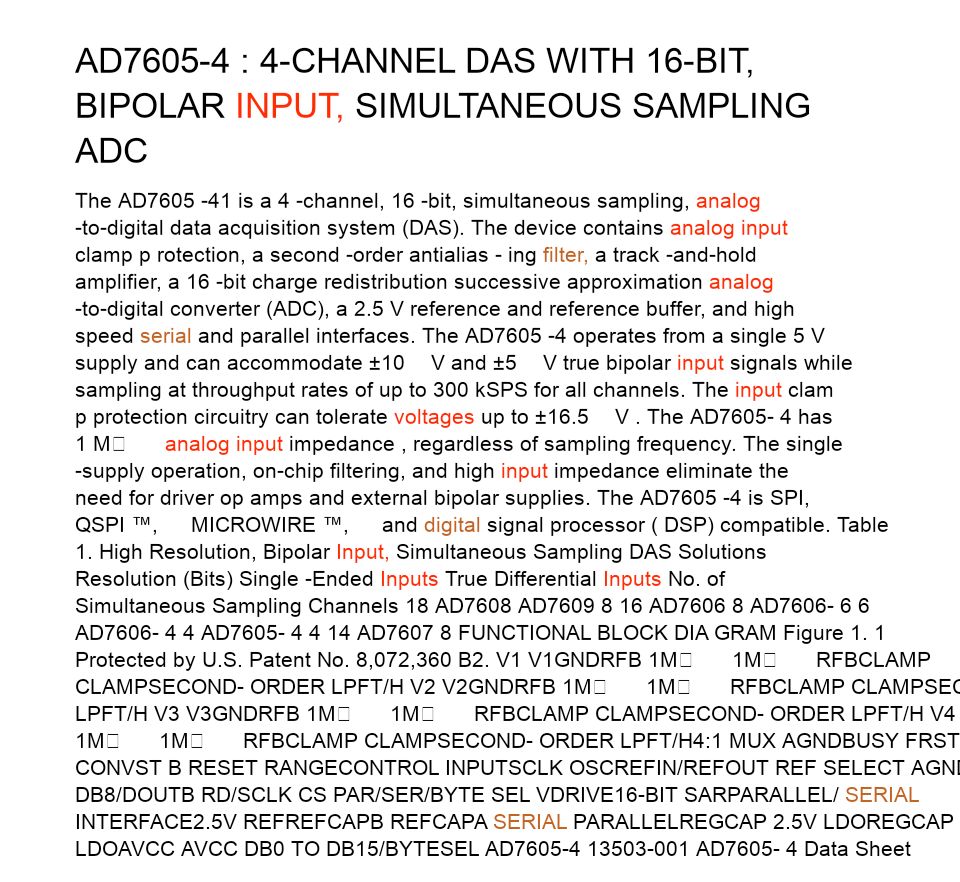 AD7605-4 : 4-CHANNEL DAS WITH 16-BIT,
BIPOLAR INPUT, SIMULTANEOUS SAMPLING
ADC
The AD7605 -41 is a 4 -channel, 16 -bit, simultaneous sampling, analog
-to-digital data acquisition system (DAS). The device contains analog input
clamp p rotection, a second -order antialias - ing filter, a track -and-hold
amplifier, a 16 -bit charge redistribution successive approximation analog
-to-digital converter (ADC), a 2.5 V reference and reference buffer, and high
speed serial and parallel interfaces. The AD7605 -4 operates from a single 5 V
supply and can accommodate ±10 V and ±5 V true bipolar input signals while
sampling at throughput rates of up to 300 kSPS for all channels. The input clam
p protection circuitry can tolerate voltages up to ±16.5 V . The AD7605- 4 has
1 M□ analog input impedance , regardless of sampling frequency. The single
-supply operation, on-chip filtering, and high input impedance eliminate the
need for driver op amps and external bipolar supplies. The AD7605 -4 is SPI,
QSPI ™, MICROWIRE ™, and digital signal processor ( DSP) compatible. Table
1. High Resolution, Bipolar Input, Simultaneous Sampling DAS Solutions
Resolution (Bits) Single -Ended Inputs True Differential Inputs No. of
Simultaneous Sampling Channels 18 AD7608 AD7609 8 16 AD7606 8 AD7606- 6 6
AD7606- 4 4 AD7605- 4 4 14 AD7607 8 FUNCTIONAL BLOCK DIA GRAM Figure 1. 1
Protected by U.S. Patent No. 8,072,360 B2. V1 V1GNDRFB 1M□ 1M□ RFBCLAMP
CLAMPSECOND- ORDER LPFT/H V2 V2GNDRFB 1M□ 1M□ RFBCLAMP CLAMPSEC
LPFT/H V3 V3GNDRFB 1M□ 1M□ RFBCLAMP CLAMPSECOND- ORDER LPFT/H V4
1M□ 1M□ RFBCLAMP CLAMPSECOND- ORDER LPFT/H4:1 MUX AGNDBUSY FRST
CONVST B RESET RANGECONTROL INPUTSCLK OSCREFIN/REFOUT REF SELECT AGND
DB8/DOUTB RD/SCLK CS PAR/SER/BYTE SEL VDRIVE16-BIT SARPARALLEL/ SERIAL
INTERFACE2.5V REFREFCAPB REFCAPA SERIAL PARALLELREGCAP 2.5V LDOREGCAP
LDOAVCC AVCC DB0 TO DB15/BYTESEL AD7605-4 13503-001 AD7605- 4 Data Sheet